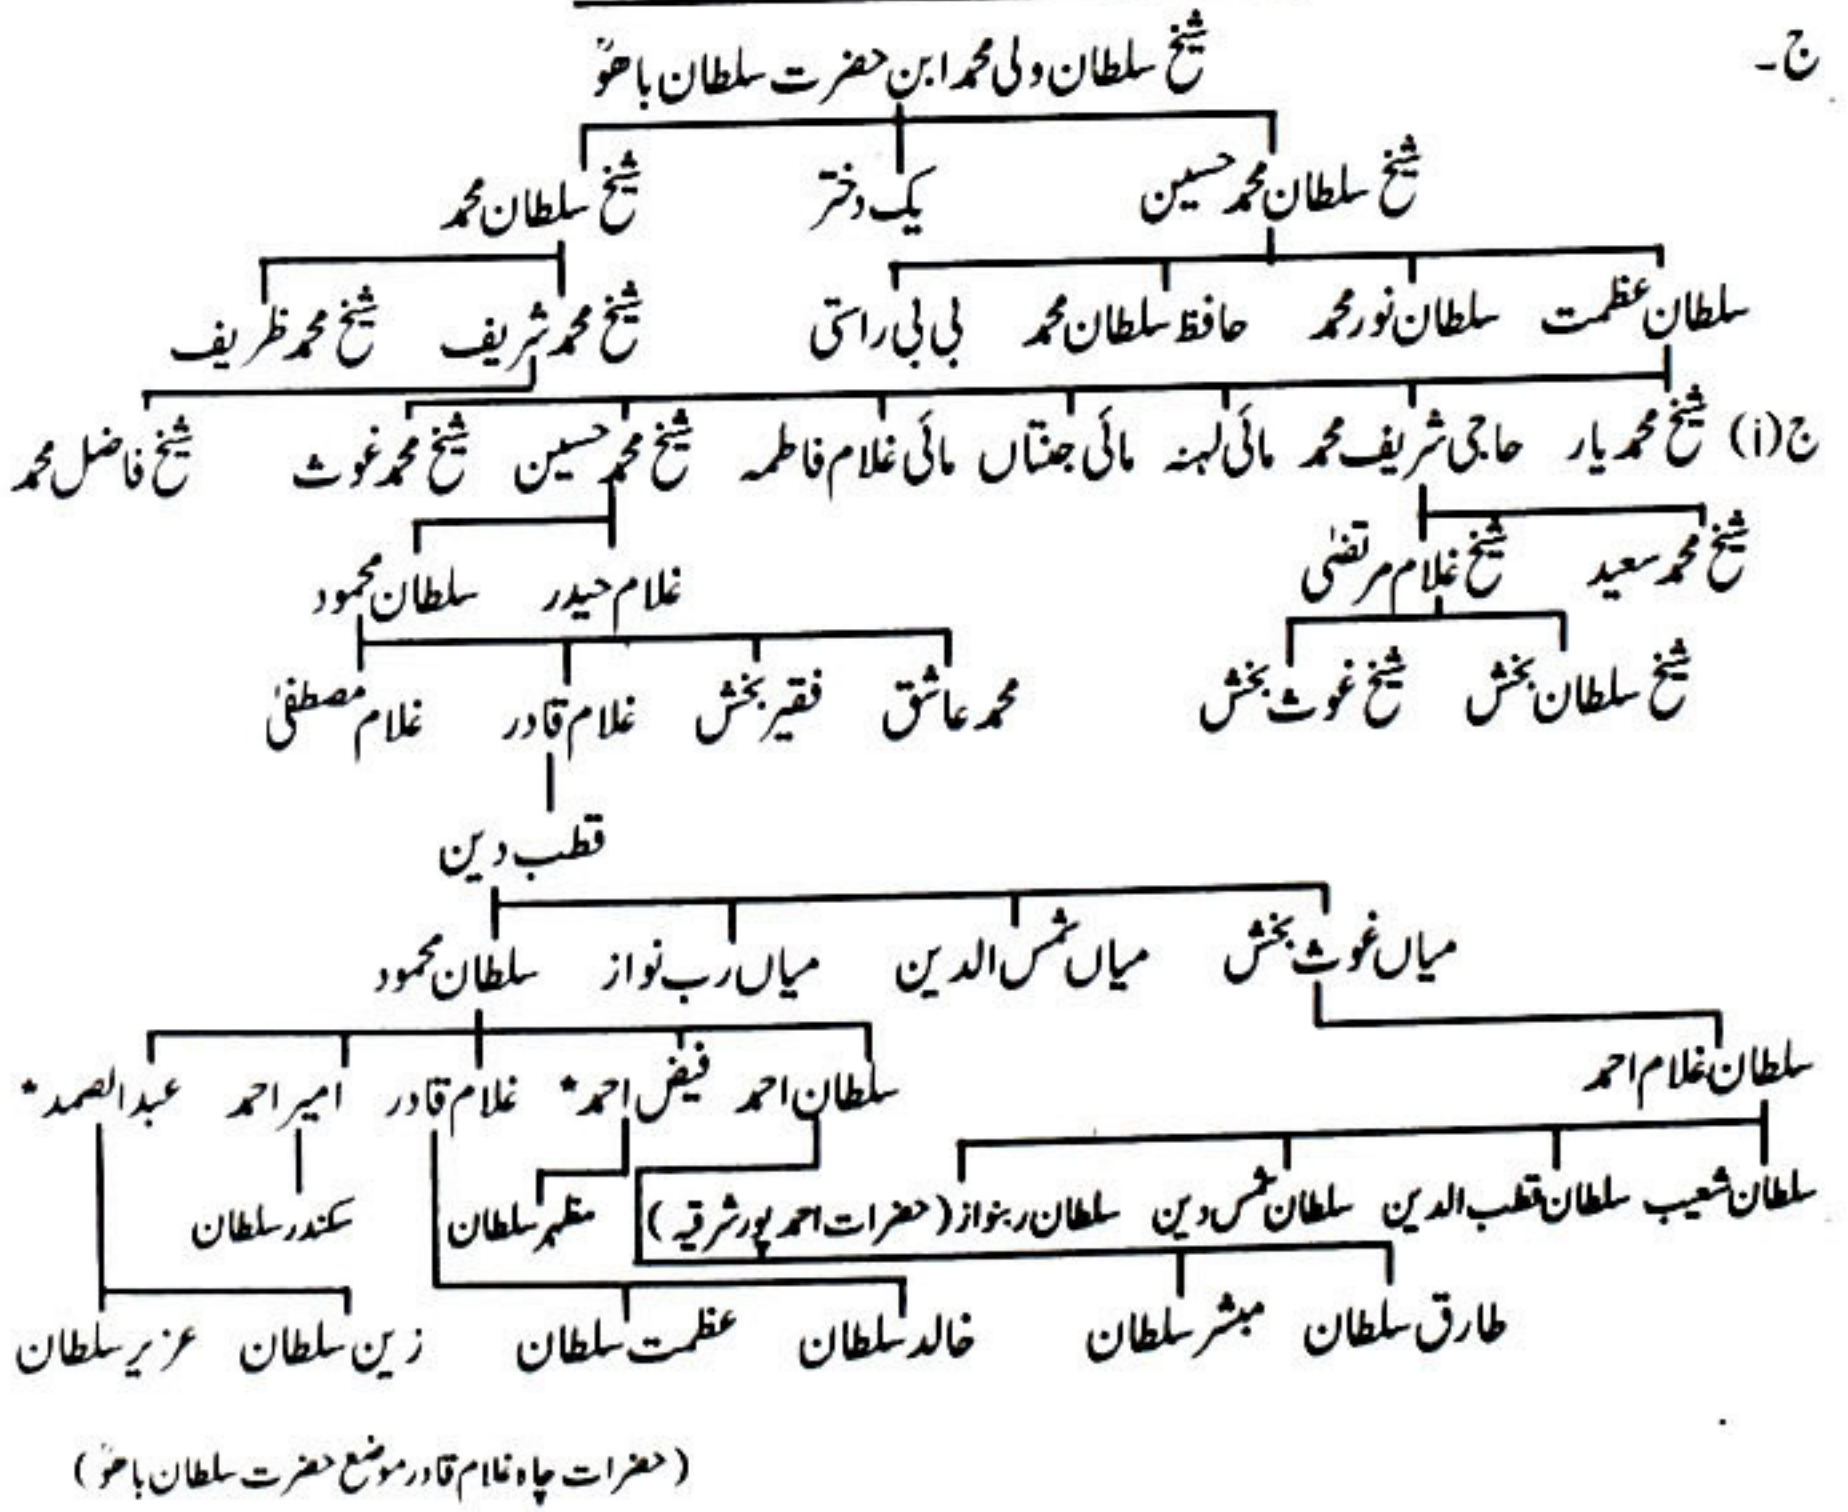 ج۔
شیخ سلطان ولی محمد ابن حضرت سلطان باھوؒ
شیخ سلطان محمد حسین یک دختر شیخ سلطان محمد
سلطان عظمت سلطان نور محمد حافظ سلطان محمد بی بی راستی شیخ محمد شریف شیخ محمد ظریف
ج(i) شیخ محمد یار حاجی شریف محمد مائی لہنہ مائی جنتاں مائی غلام فاطمہ شیخ محمد حسین شیخ محمد غوث شیخ فاضل محمد
شیخ محمد سعید شیخ غلام مرتضیٰ غلام حیدر سلطان محمود
شیخ سلطان بخش شیخ غوث بخش محمد عاشق فقیر بخش غلام قادر غلام مصطفیٰ
قطب دین
میاں غوث بخش میاں شمس الدین میاں رب نواز سلطان محمود
سلطان غلام احمد سلطان احمد فیض احمد* غلام قادر امیر احمد عبدالصمد*
سلطان شعیب سلطان قطب الدین سلطان شمس دین سلطان ربنواز (حضرات احمد پور شرقیہ) مظہر سلطان سکندر سلطان
طارق سلطان مبشر سلطان خالد سلطان عظمت سلطان زین سلطان عزیر سلطان
(حضرات چاہ غلام قادر موضع حضرت سلطان باھوؒ)